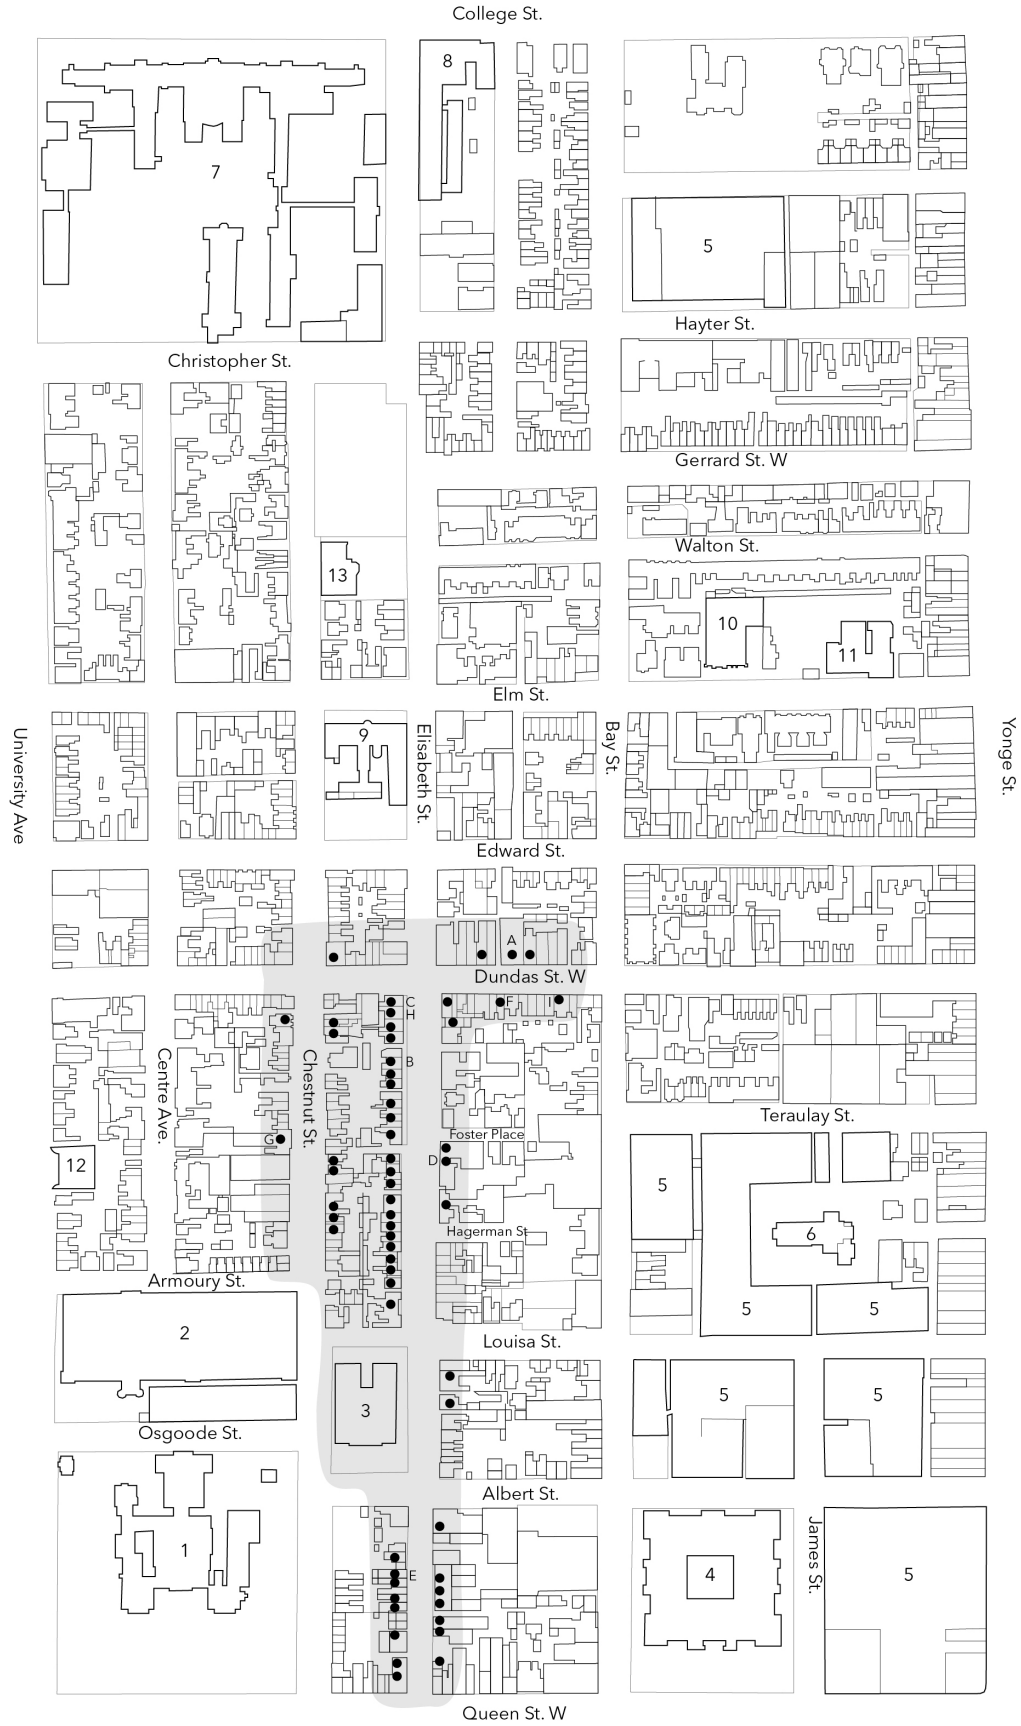 College St.
8
7
5
Hayter St.
Christopher St.
Gerrard St. W
Walton St.
13
10
11
Elm St.
University Ave
9
Elisabeth St.
Bay St.
Yonge St.
Edward St.
A
Dundas St. W
C
F
I
H
Centre Ave.
Chestnut St.
B
Teraulay St.
Foster Place
G
D
12
5
6
Hagerman St
Armoury St.
5
5
2
Louisa St.
3
5
5
Osgoode St.
Albert St.
1
E
4
James St.
5
Queen St. W